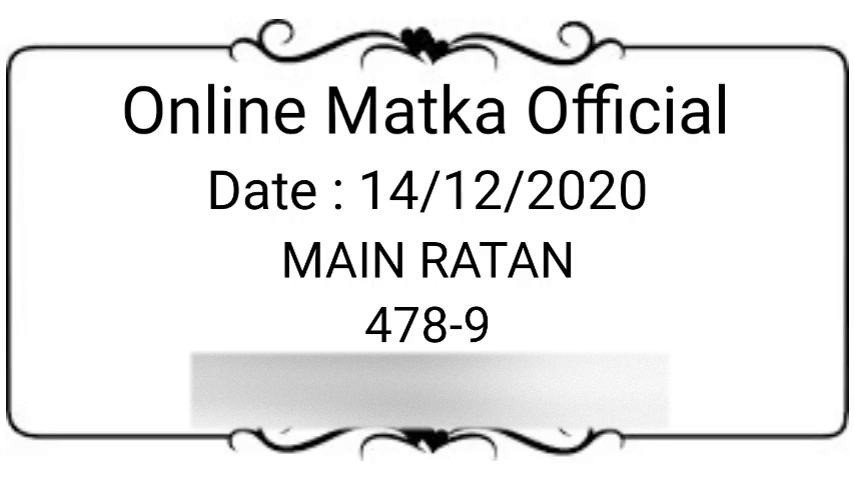 Online Matka Official
Date : 14/12/2020
MAIN RATAN
478-9